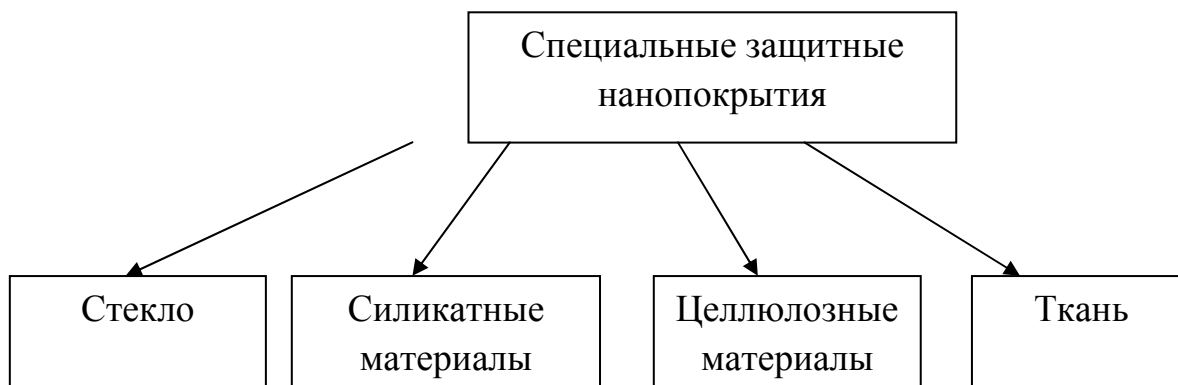 Специальные защитные
нанопокрытия
Стекло
Силикатные
материалы
Целлюлозные
материалы
Ткань